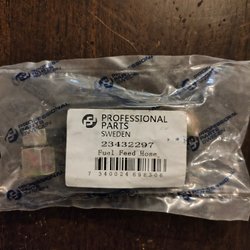 PROFESSIONAL
PARTS
SWEDEN
23432297
Fuel Feed Hose